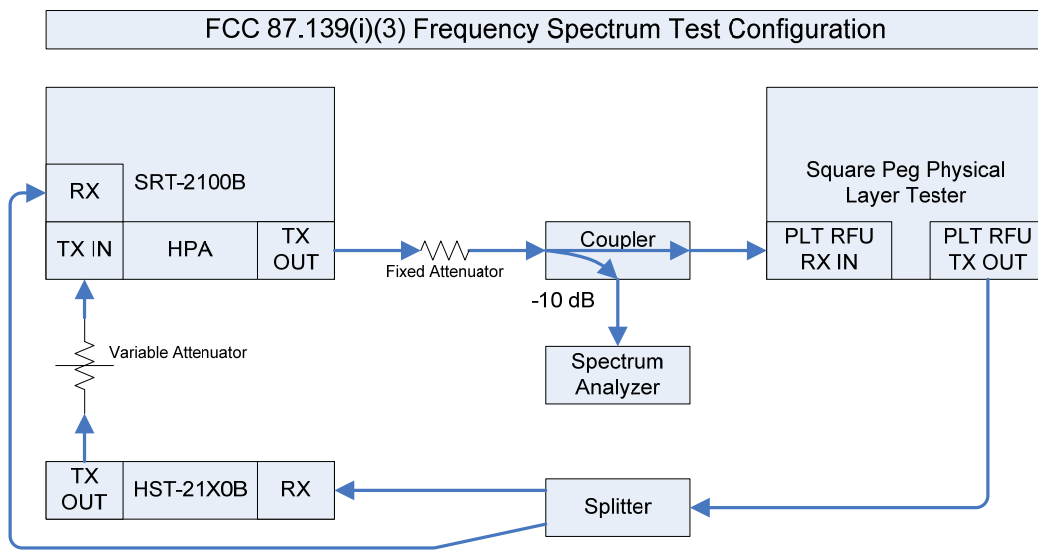 FCC 87.139(i)(3) Frequency Spectrum Test Configuration
RX
SRT-2100B
TX IN
HPA
TX
OUT
Fixed Attenuator
Coupler
-10 dB
Spectrum
Analyzer
Square Peg Physical
Layer Tester
PLT RFU
RX IN
PLT RFU
TX OUT
Variable Attenuator
TX
OUT
HST-21X0B
RX
Splitter